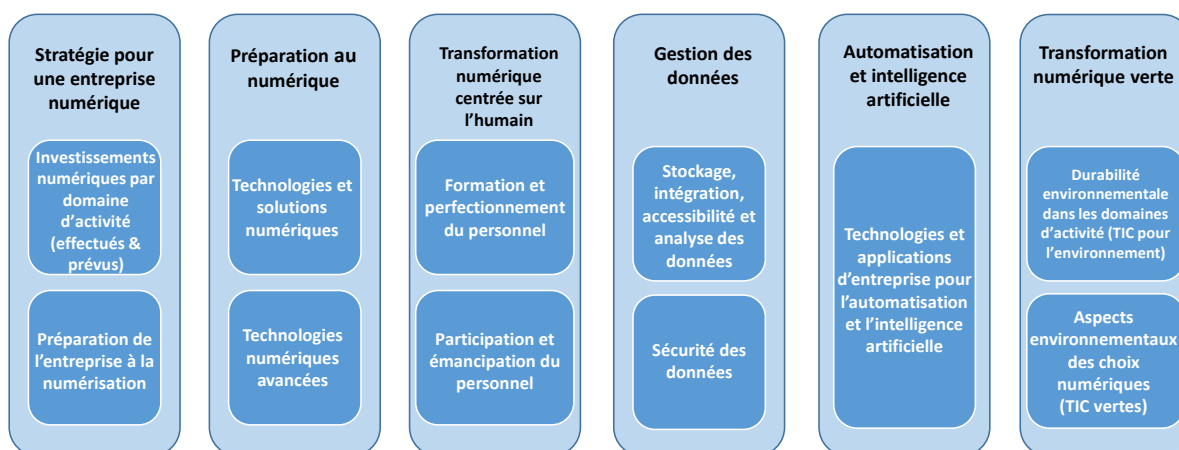 Stratégie pour
une entreprise
numérique
Investissements
numériques par
domaine
d’activité
(effectués &
prévus)
Préparation de
l’entreprise à la
numérisation
Préparation au
numérique
Technologies et
solutions
numériques
Technologies
numériques
avancées
Transformation
numérique
centrée sur
l’humain
Formation et
perfectionnement
du personnel
Participation et
émancipation du
personnel
Gestion des
données
Stockage,
intégration,
accessibilité et
analyse des
données
Sécurité des
données
Automatisation
et intelligence
artificielle
Technologies et
applications
d’entreprise pour
l’automatisation
et l’intelligence
artificielle
Transformation
numérique verte
Durabilité
environnementale
dans les domaines
d’activité (TIC pour
l’environnement)
Aspects
environnementaux
des choix
numériques
(TIC vertes)